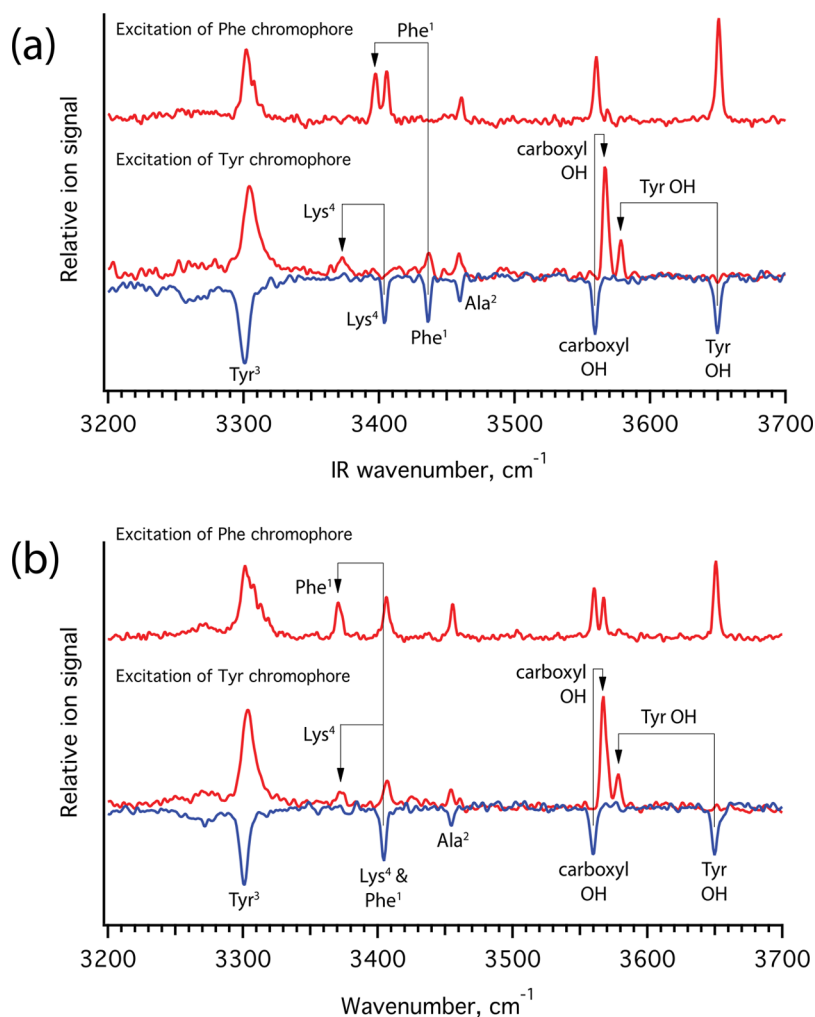 (a)
Excitation of Phe chromophore
Phe¹
Excitation of Tyr chromophore
carboxyl
OH
Tyr OH
Lys⁴
Lys⁴
Phe¹
Ala²
carboxyl
OH
Tyr
OH
Tyr³
Relative ion signal
3200 3300 3400 3500 3600 3700
IR wavenumber, cm⁻¹
(b)
Excitation of Phe chromophore
Phe¹
Excitation of Tyr chromophore
carboxyl
OH
Tyr OH
Lys⁴
Ala²
Tyr³
Lys⁴ &
Phe¹
carboxyl
OH
Tyr
OH
Relative ion signal
3200 3300 3400 3500 3600 3700
Wavenumber, cm⁻¹